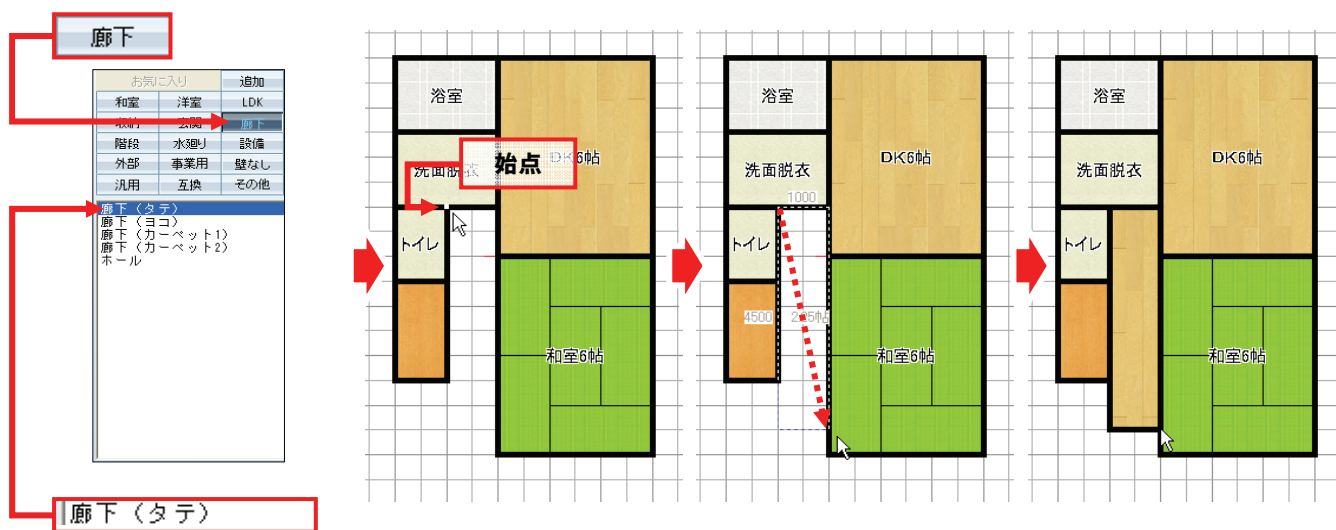 廊下
お気に入り 追加
和室 洋室 LDK
収納 玄関 廊下
階段 水廻り 設備
外部 事業用 壁なし
汎用 互換 その他
廊下（タテ）
廊下（ヨコ）
廊下（カーペット1）
廊下（カーペット2）
ホール
廊下（タテ）
浴室
洗面脱衣
始点
DK6帖
トイレ
和室6帖
浴室
DK6帖
洗面脱衣
1000
トイレ
4500
2.25帖
和室6帖
浴室
DK6帖
洗面脱衣
トイレ
和室6帖